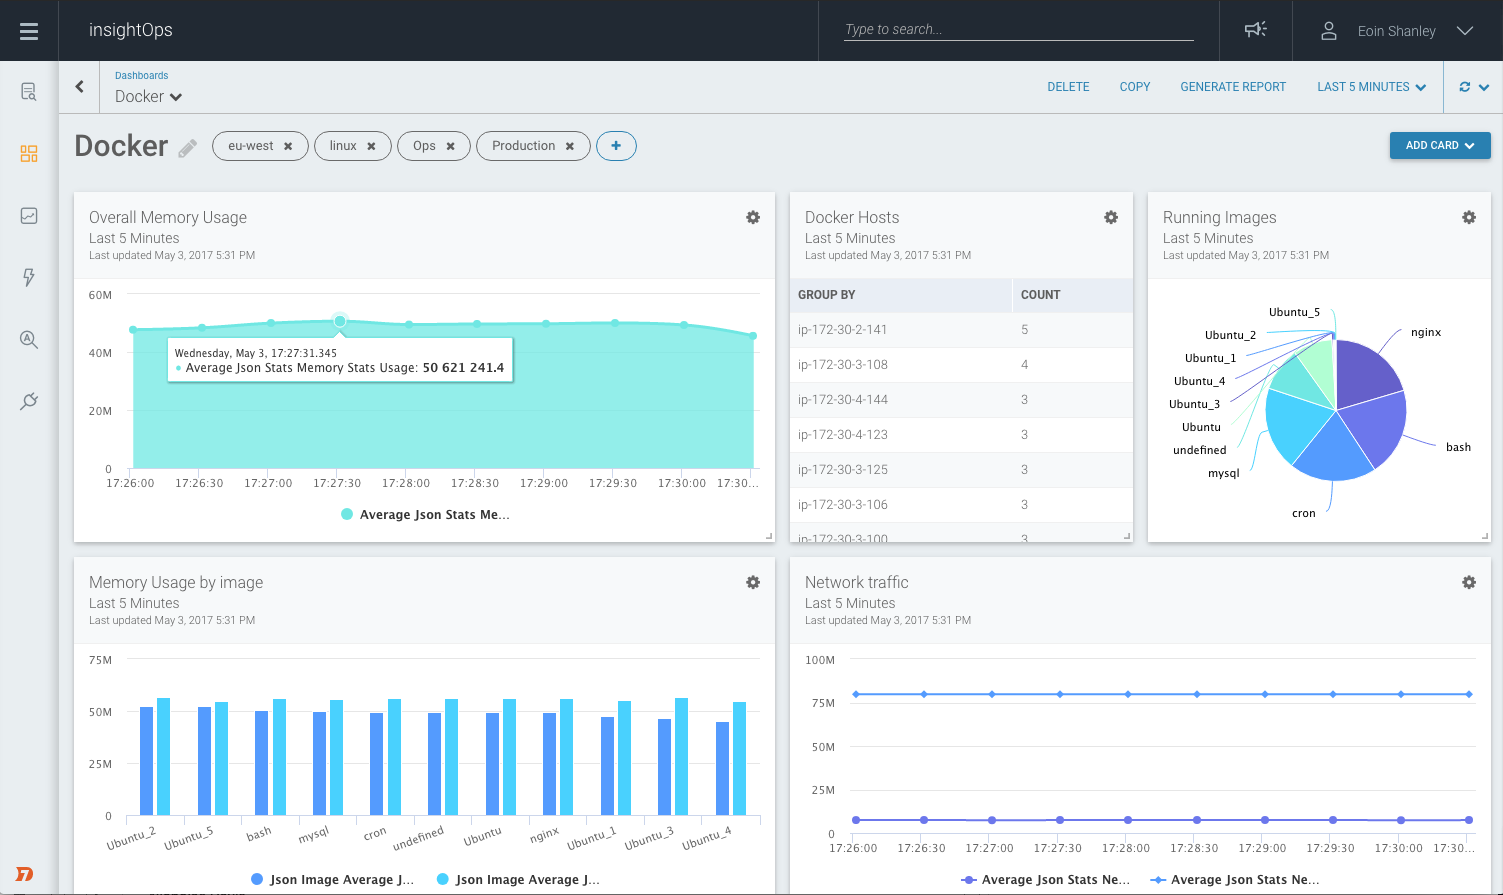 insightOps
Type to search...
Eoin Shanley
Dashboards
Docker
DELETE
COPY
GENERATE REPORT
LAST 5 MINUTES
Docker
eu-west
linux
Ops
Production
+
ADD CARD
Overall Memory Usage
Last 5 Minutes
Last updated May 3, 2017 5:31 PM
60M
40M
20M
0
Wednesday, May 3, 17:27:31.345
Average Json Stats Memory Stats Usage: 50 621 241.4
17:26:00 17:26:30 17:27:00 17:27:30 17:28:00 17:28:30 17:29:00 17:29:30 17:30:00 17:30...
Average Json Stats Me...
Docker Hosts
Last 5 Minutes
Last updated May 3, 2017 5:31 PM
GROUP BY COUNT
ip-172-30-2-141 5
ip-172-30-3-108 4
ip-172-30-4-144 3
ip-172-30-4-123 3
ip-172-30-3-125 3
ip-172-30-3-106 3
ip-172-30-3-100 3
Running Images
Last 5 Minutes
Last updated May 3, 2017 5:31 PM
Ubuntu_5
Ubuntu_2
Ubuntu_1
Ubuntu_4
Ubuntu_3
Ubuntu
undefined
mysql
cron
bash
nginx
Memory Usage by image
Last 5 Minutes
Last updated May 3, 2017 5:31 PM
75M
50M
25M
0
Ubuntu_2 Ubuntu_5 bash mysql cron undefined Ubuntu nginx Ubuntu_1 Ubuntu_3 Ubuntu_4
Json Image Average J... Json Image Average J...
Network traffic
Last 5 Minutes
Last updated May 3, 2017 5:31 PM
100M
75M
50M
25M
0
17:26:00 17:26:30 17:27:00 17:27:30 17:28:00 17:28:30 17:29:00 17:29:30 17:30:00 17:30...
Average Json Stats Ne... Average Json Stats Ne...